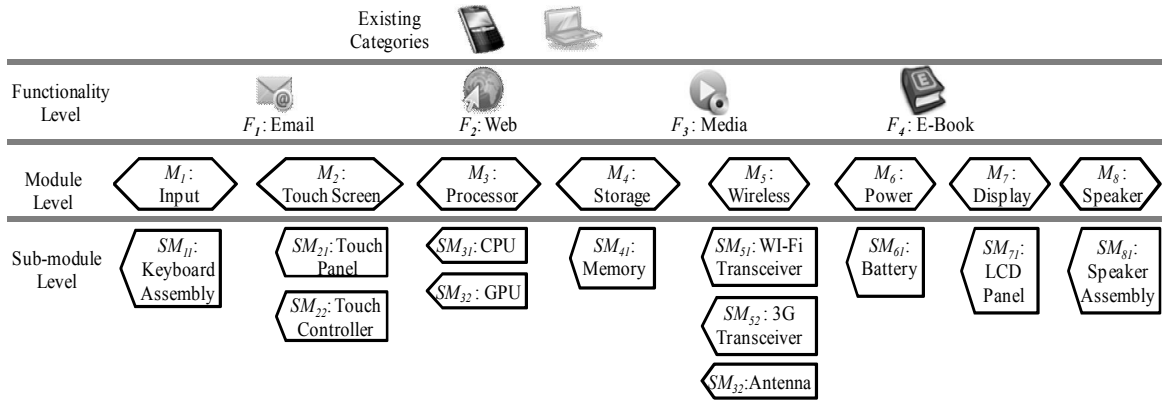 Existing
Categories
Functionality
Level
F1: Email
F2: Web
F3: Media
F4: E-Book
Module
Level
M1:
Input
M2:
Touch Screen
M3:
Processor
M4:
Storage
M5:
Wireless
M6:
Power
M7:
Display
M8:
Speaker
Sub-module
Level
SM11:
Keyboard
Assembly
SM21: Touch
Panel
SM22: Touch
Controller
SM31: CPU
SM32: GPU
SM41:
Memory
SM51: WI-Fi
Transceiver
SM52: 3G
Transceiver
SM32:Antenna
SM61:
Battery
SM71:
LCD
Panel
SM81:
Speaker
Assembly